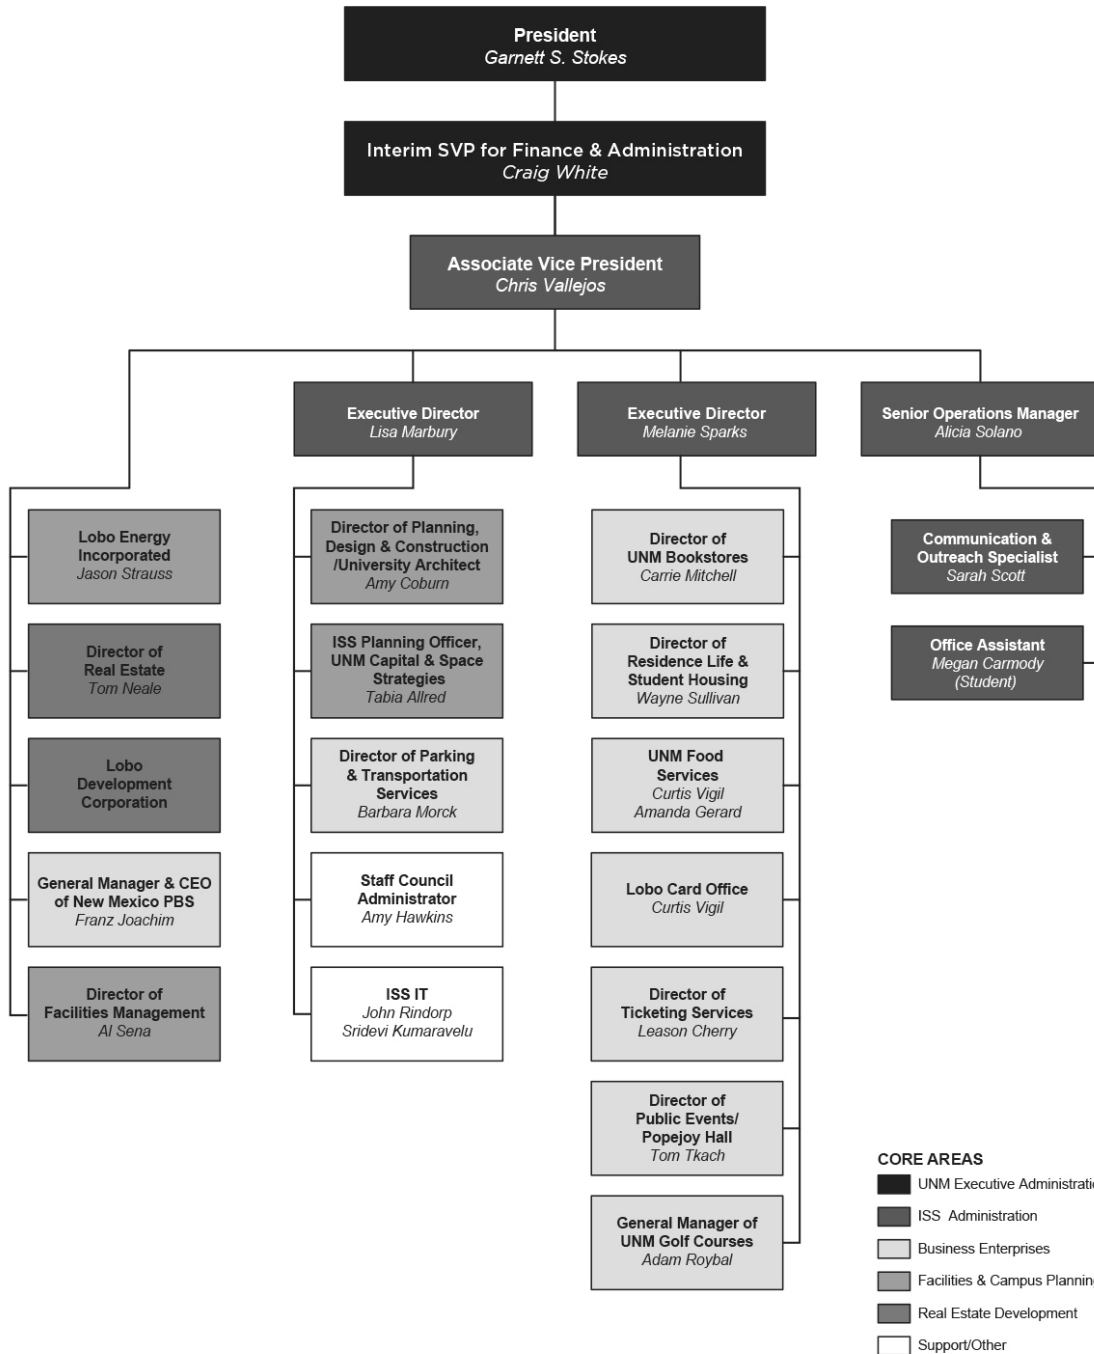 President
Garnett S. Stokes
Interim SVP for Finance & Administration
Craig White
Associate Vice President
Chris Vallejos
Executive Director
Lisa Marbury
Executive Director
Melanie Sparks
Senior Operations Manager
Alicia Solano
Lobo Energy
Incorporated
Jason Strauss
Director of
Real Estate
Tom Neale
Lobo
Development
Corporation
General Manager & CEO
of New Mexico PBS
Franz Joachim
Director of
Facilities Management
Al Sena
Director of Planning,
Design & Construction
/University Architect
Amy Coburn
ISS Planning Officer,
UNM Capital & Space
Strategies
Tabia Allred
Director of Parking
& Transportation
Services
Barbara Morck
Staff Council
Administrator
Amy Hawkins
ISS IT
John Rindorp
Sridevi Kumaravelu
Director of
UNM Bookstores
Carrie Mitchell
Director of
Residence Life &
Student Housing
Wayne Sullivan
UNM Food
Services
Curtis Vigil
Amanda Gerard
Lobo Card Office
Curtis Vigil
Director of
Ticketing Services
Leason Cherry
Director of
Public Events/
Popejoy Hall
Tom Tkach
General Manager of
UNM Golf Courses
Adam Roybal
Communication &
Outreach Specialist
Sarah Scott
Office Assistant
Megan Carmody
(Student)
CORE AREAS
UNM Executive Administratio
ISS Administration
Business Enterprises
Facilities & Campus Planning
Real Estate Development
Support/Other